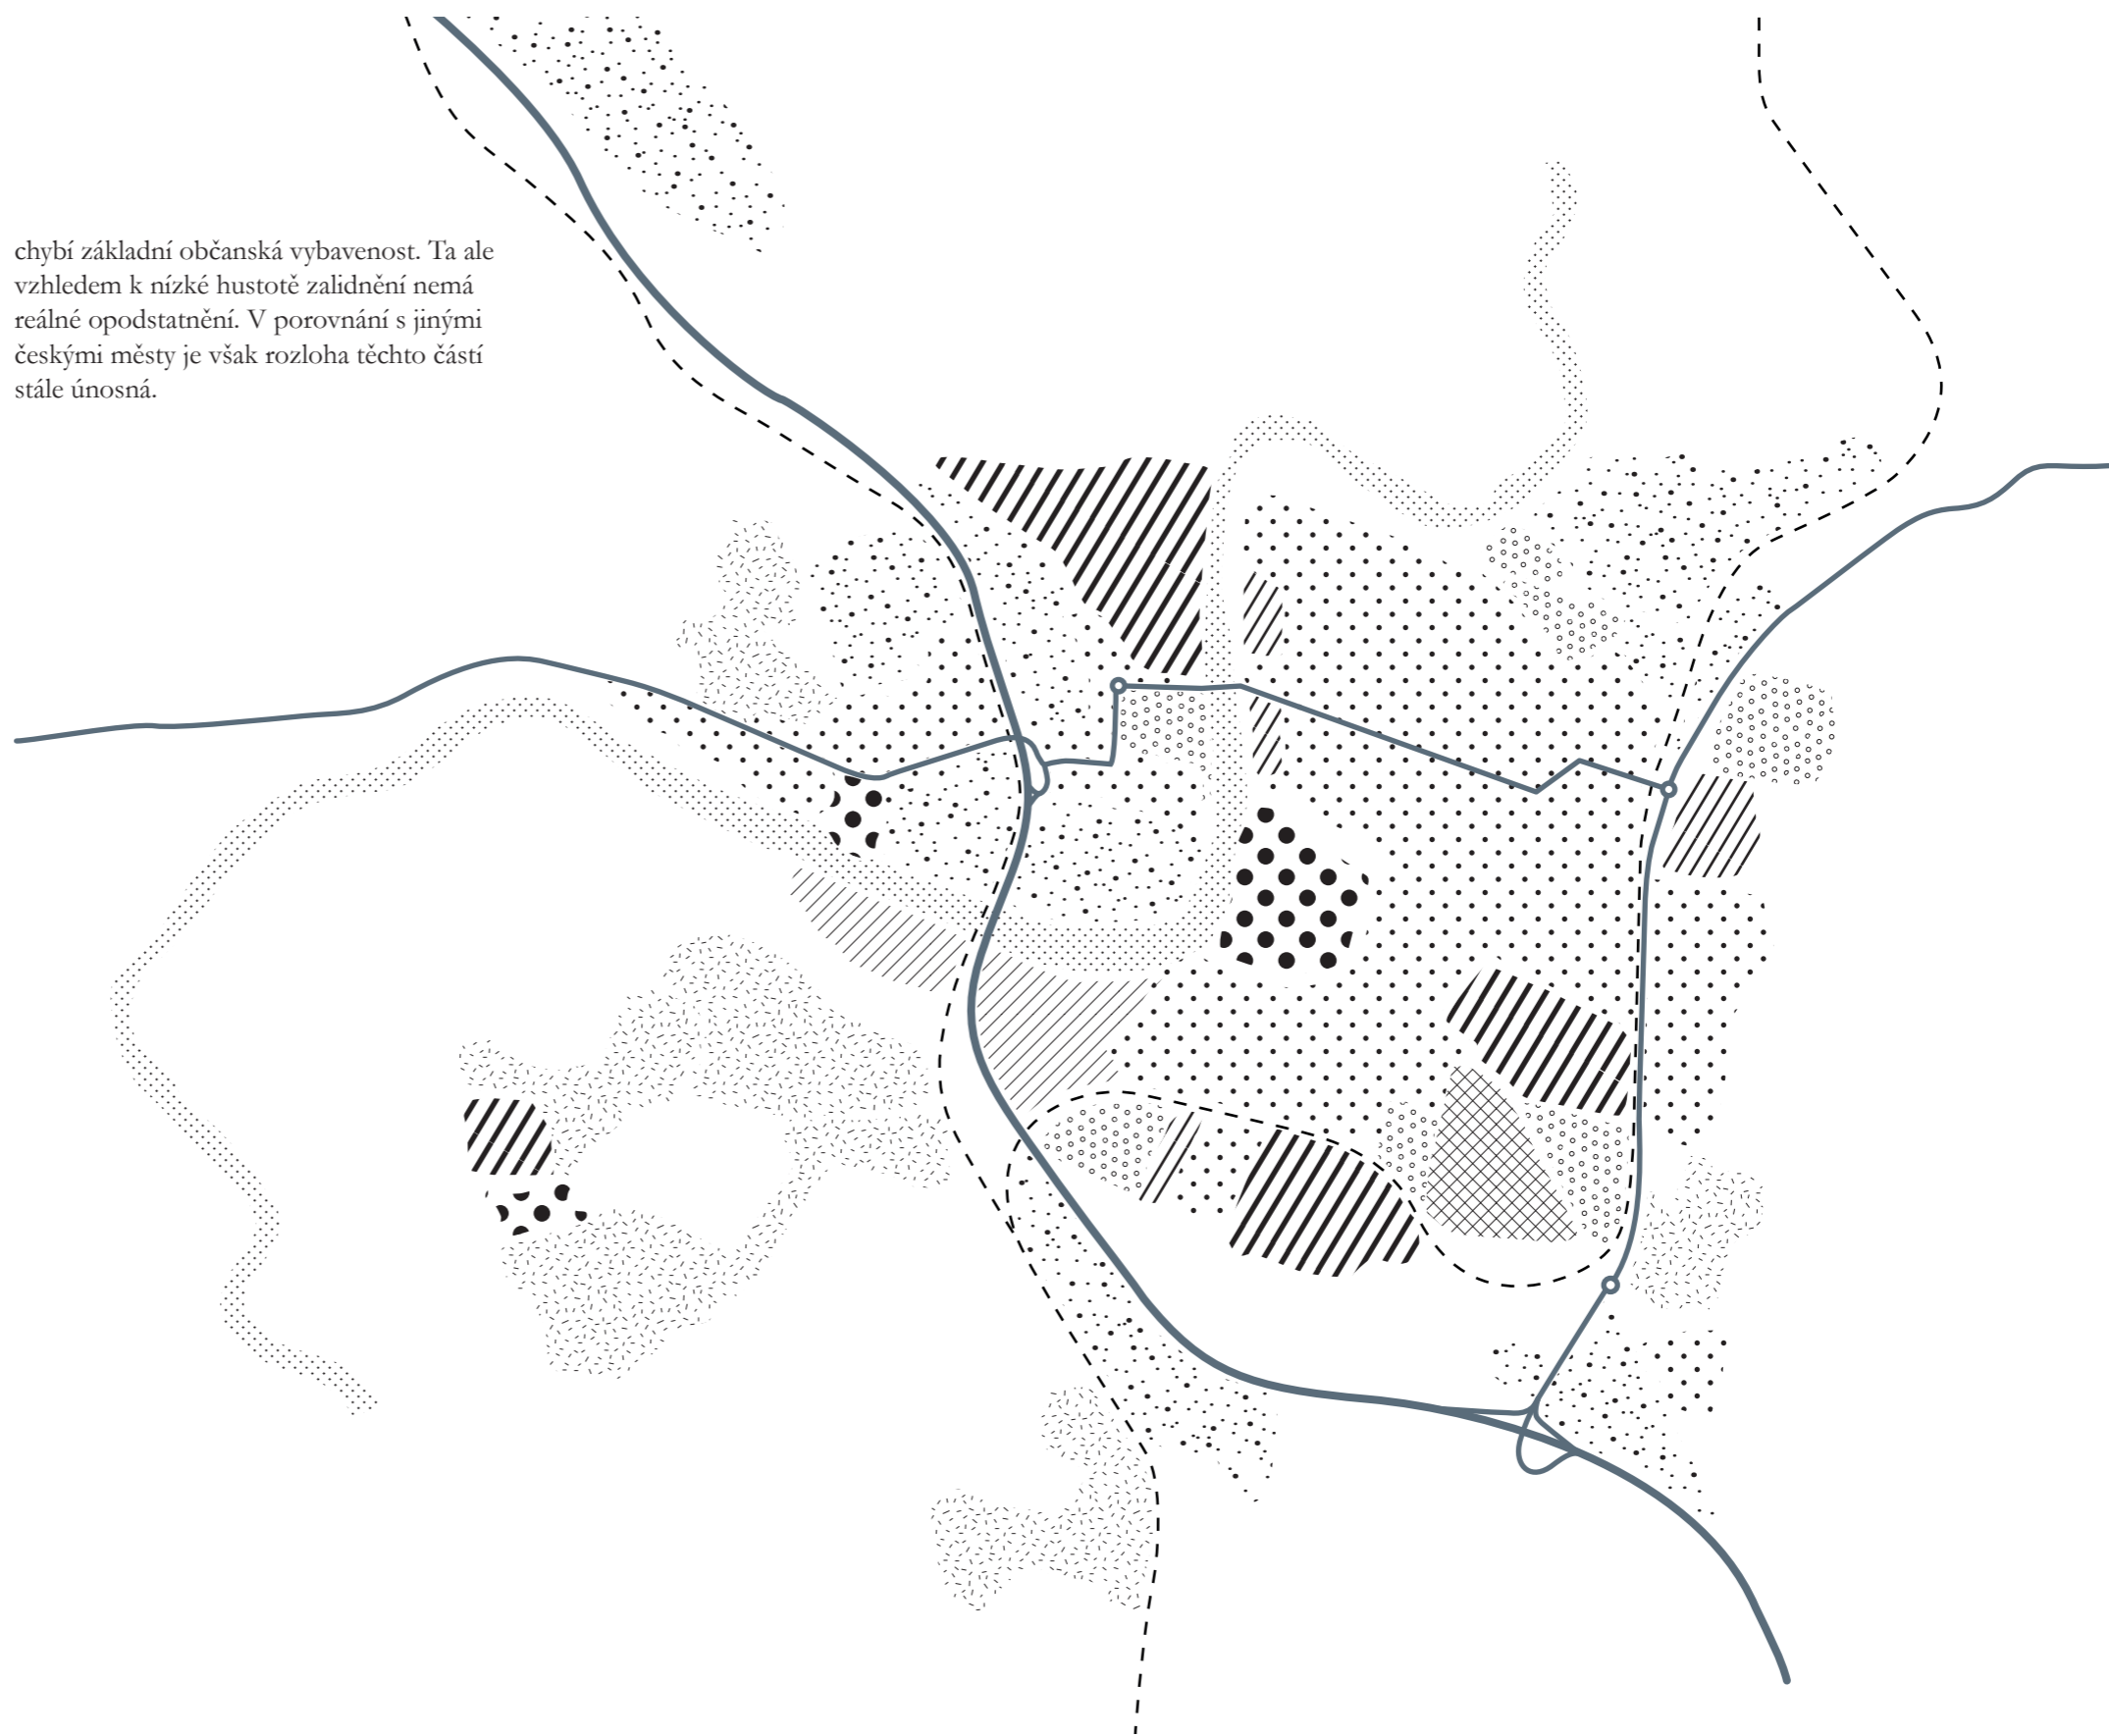 chybí základní občanská vybavenost. Ta ale
vzhledem k nízké hustotě zalidnění nemá
reálné opodstatnění. V porovnání s jinými
českými městy je však rozloha těchto částí
stále únosná.